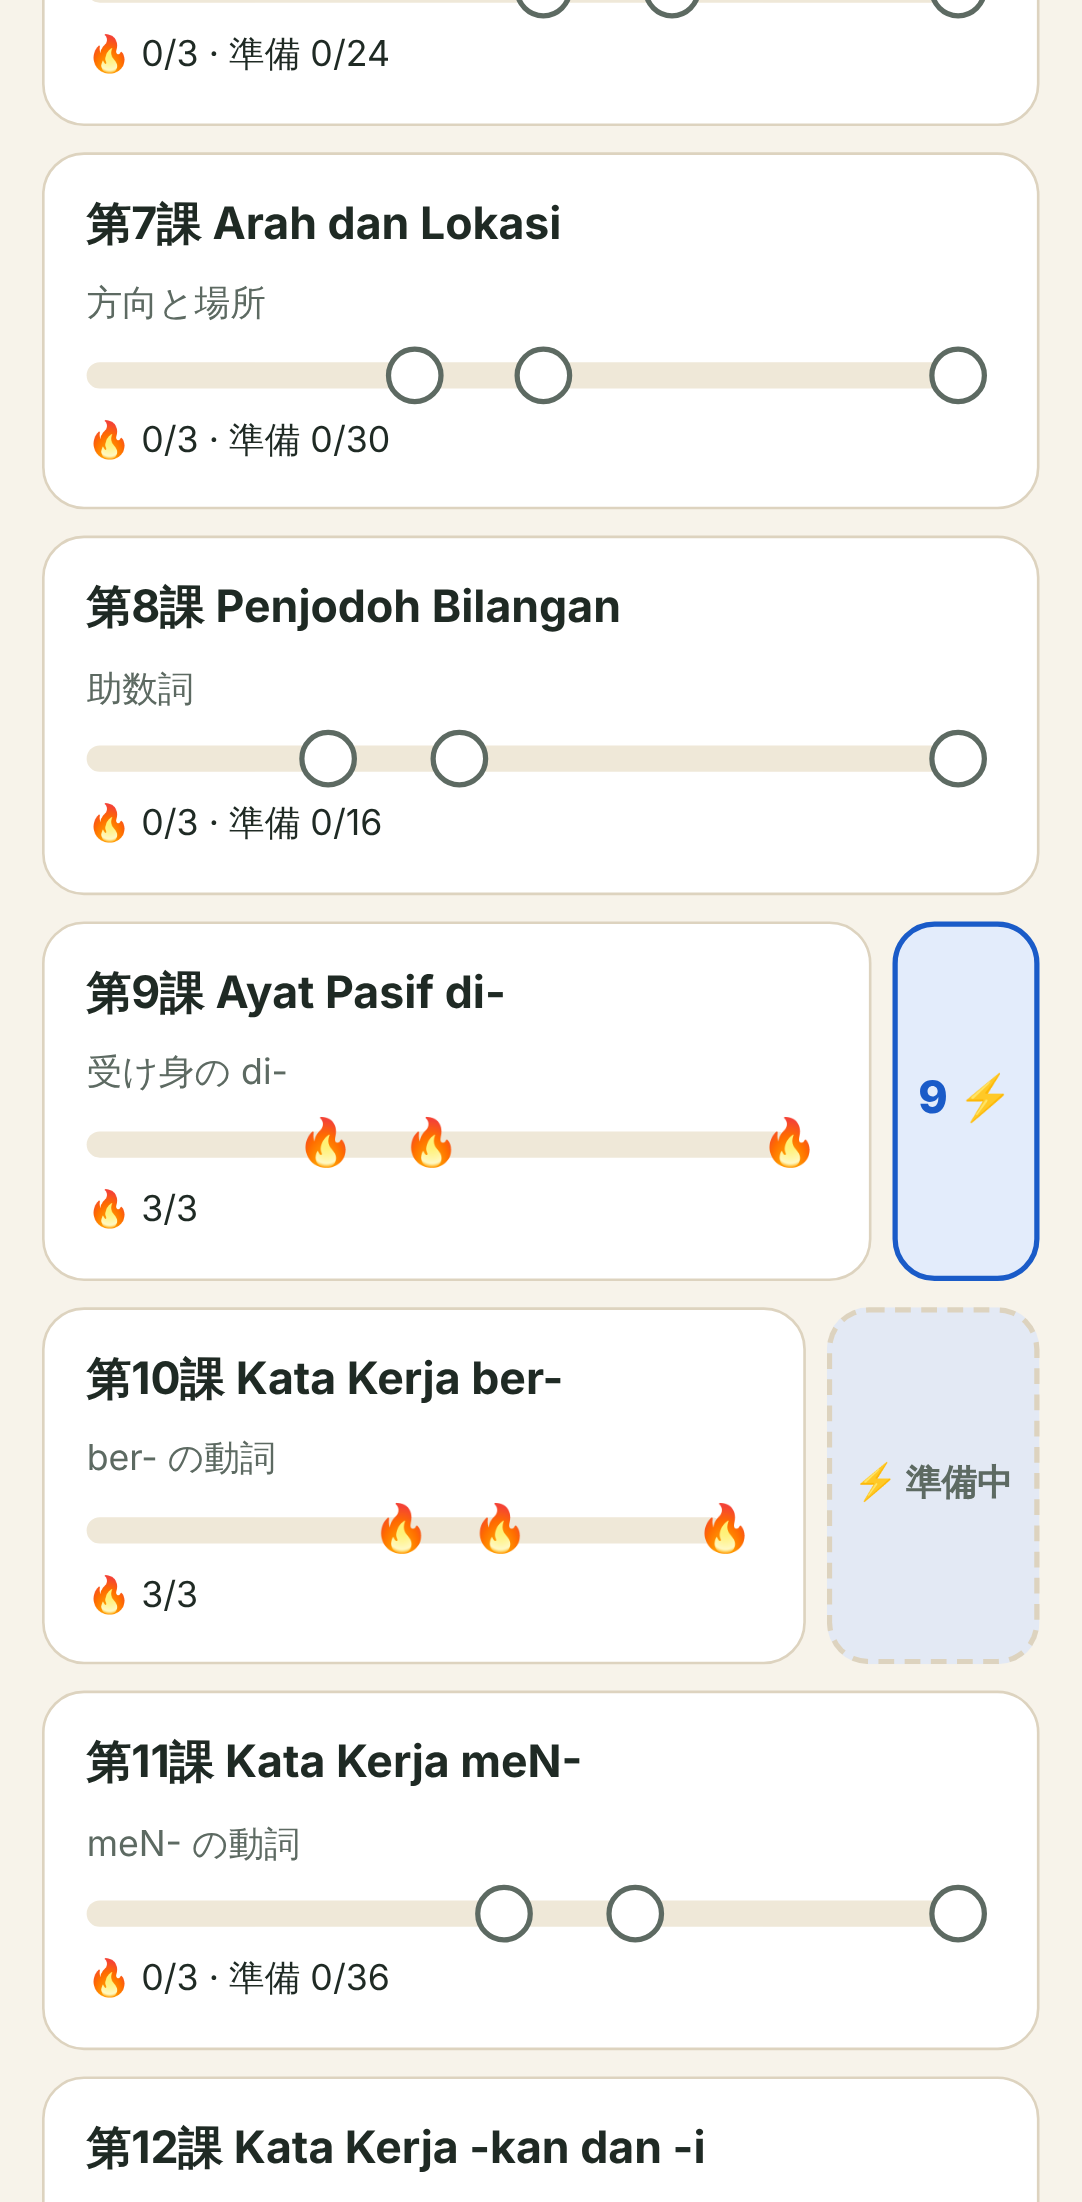 🔥 0/3 · 準備 0/24
第7課 Arah dan Lokasi
方向と場所
🔥 0/3 · 準備 0/30
第8課 Penjodoh Bilangan
助数詞
🔥 0/3 · 準備 0/16
第9課 Ayat Pasif di-
受け身の di-
🔥 3/3
9 ⚡
第10課 Kata Kerja ber-
ber- の動詞
🔥 3/3
⚡ 準備中
第11課 Kata Kerja meN-
meN- の動詞
🔥 0/3 · 準備 0/36
第12課 Kata Kerja -kan dan -i